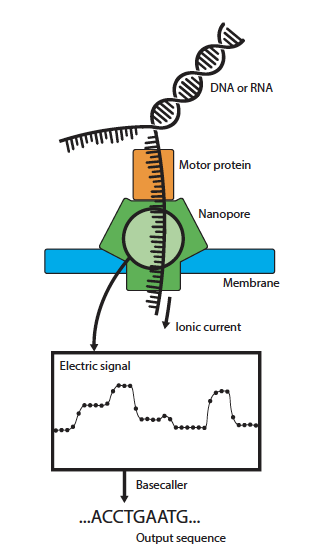 DNA or RNA
Motor protein
Nanopore
Membrane
Ionic current
Electric signal
Basecaller
...ACCTGAATG...
Output sequence